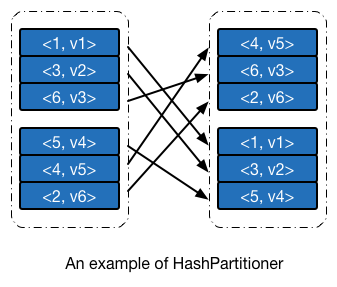 <1, v1>
<3, v2>
<6, v3>
<5, v4>
<4, v5>
<2, v6>
<4, v5>
<6, v3>
<2, v6>
<1, v1>
<3, v2>
<5, v4>
An example of HashPartitioner